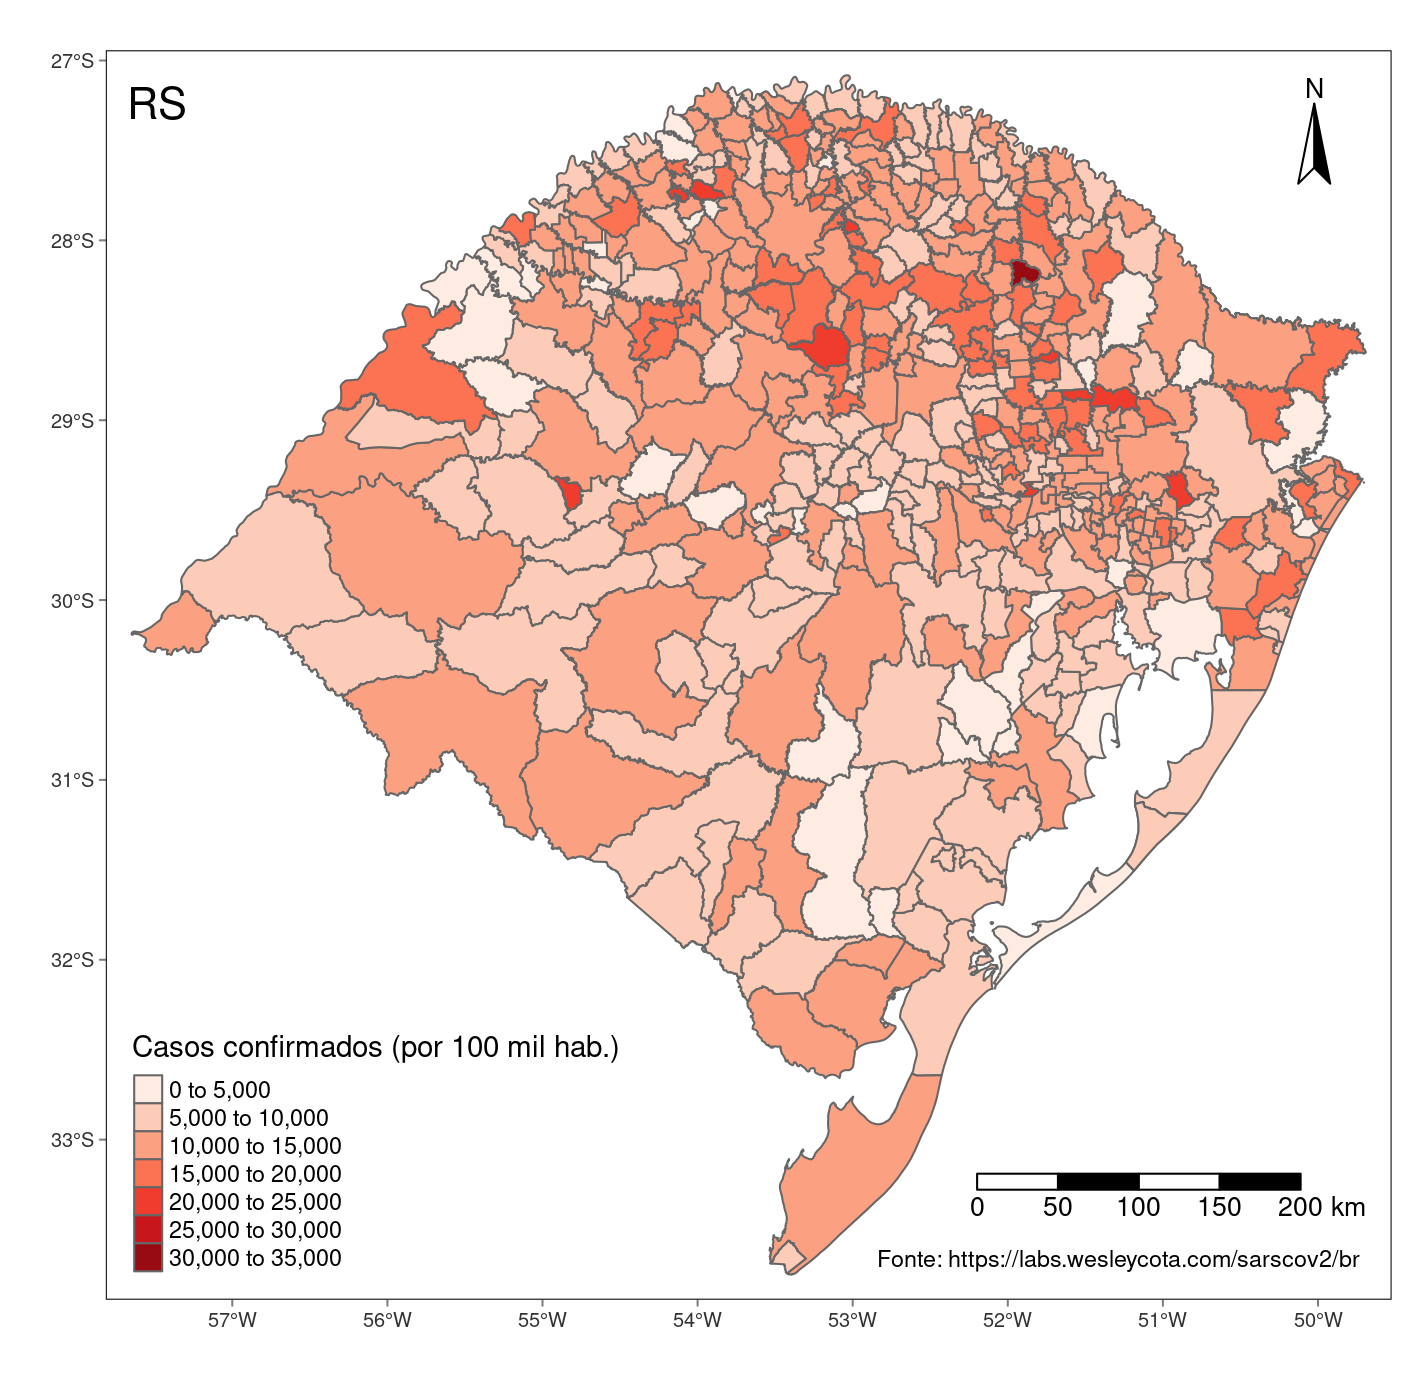 RS
N
27°S
28°S
29°S
30°S
31°S
32°S
33°S
Casos confirmados (por 100 mil hab.)
0 to 5,000
5,000 to 10,000
10,000 to 15,000
15,000 to 20,000
20,000 to 25,000
25,000 to 30,000
30,000 to 35,000
0 50 100 150 200 km
Fonte: https://labs.wesleycota.com/sarscov2/br
57°W 56°W 55°W 54°W 53°W 52°W 51°W 50°W